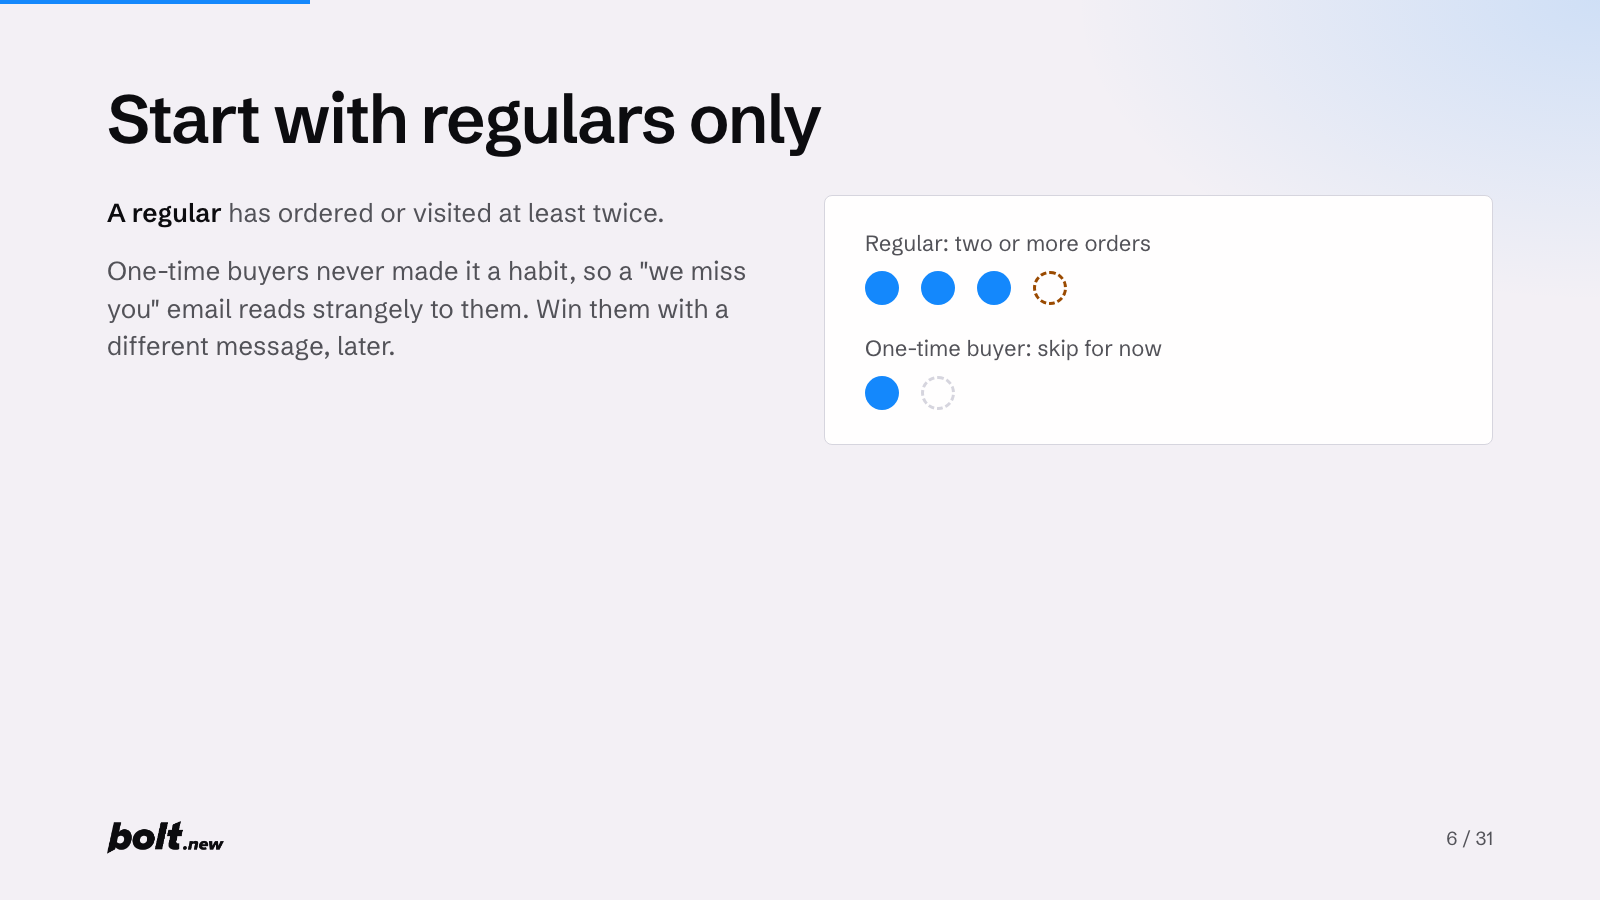 Start with regulars only
A regular has ordered or visited at least twice.
One-time buyers never made it a habit, so a "we miss
you" email reads strangely to them. Win them with a
different message, later.
Regular: two or more orders
One-time buyer: skip for now
bolt.new
6 / 31